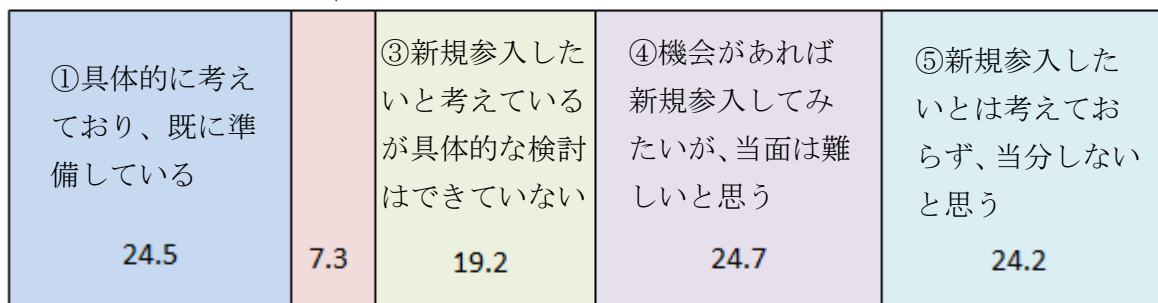 ①具体的に考え
ており、既に準
備している
24.5
7.3
③新規参入した
いと考えている
が具体的な検討
はできていない
19.2
④機会があれば
新規参入してみ
たいが、当面は難
しいと思う
24.7
⑤新規参入した
いとは考えてお
らず、当分しない
と思う
24.2